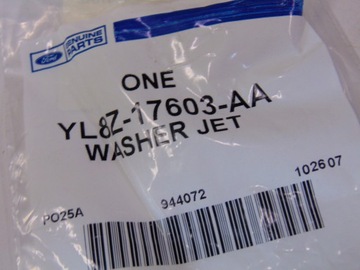 Ford
GENUINE
PARTS
ONE
YL8Z-17603-AA
WASHER JET
PO25A
944072
102607